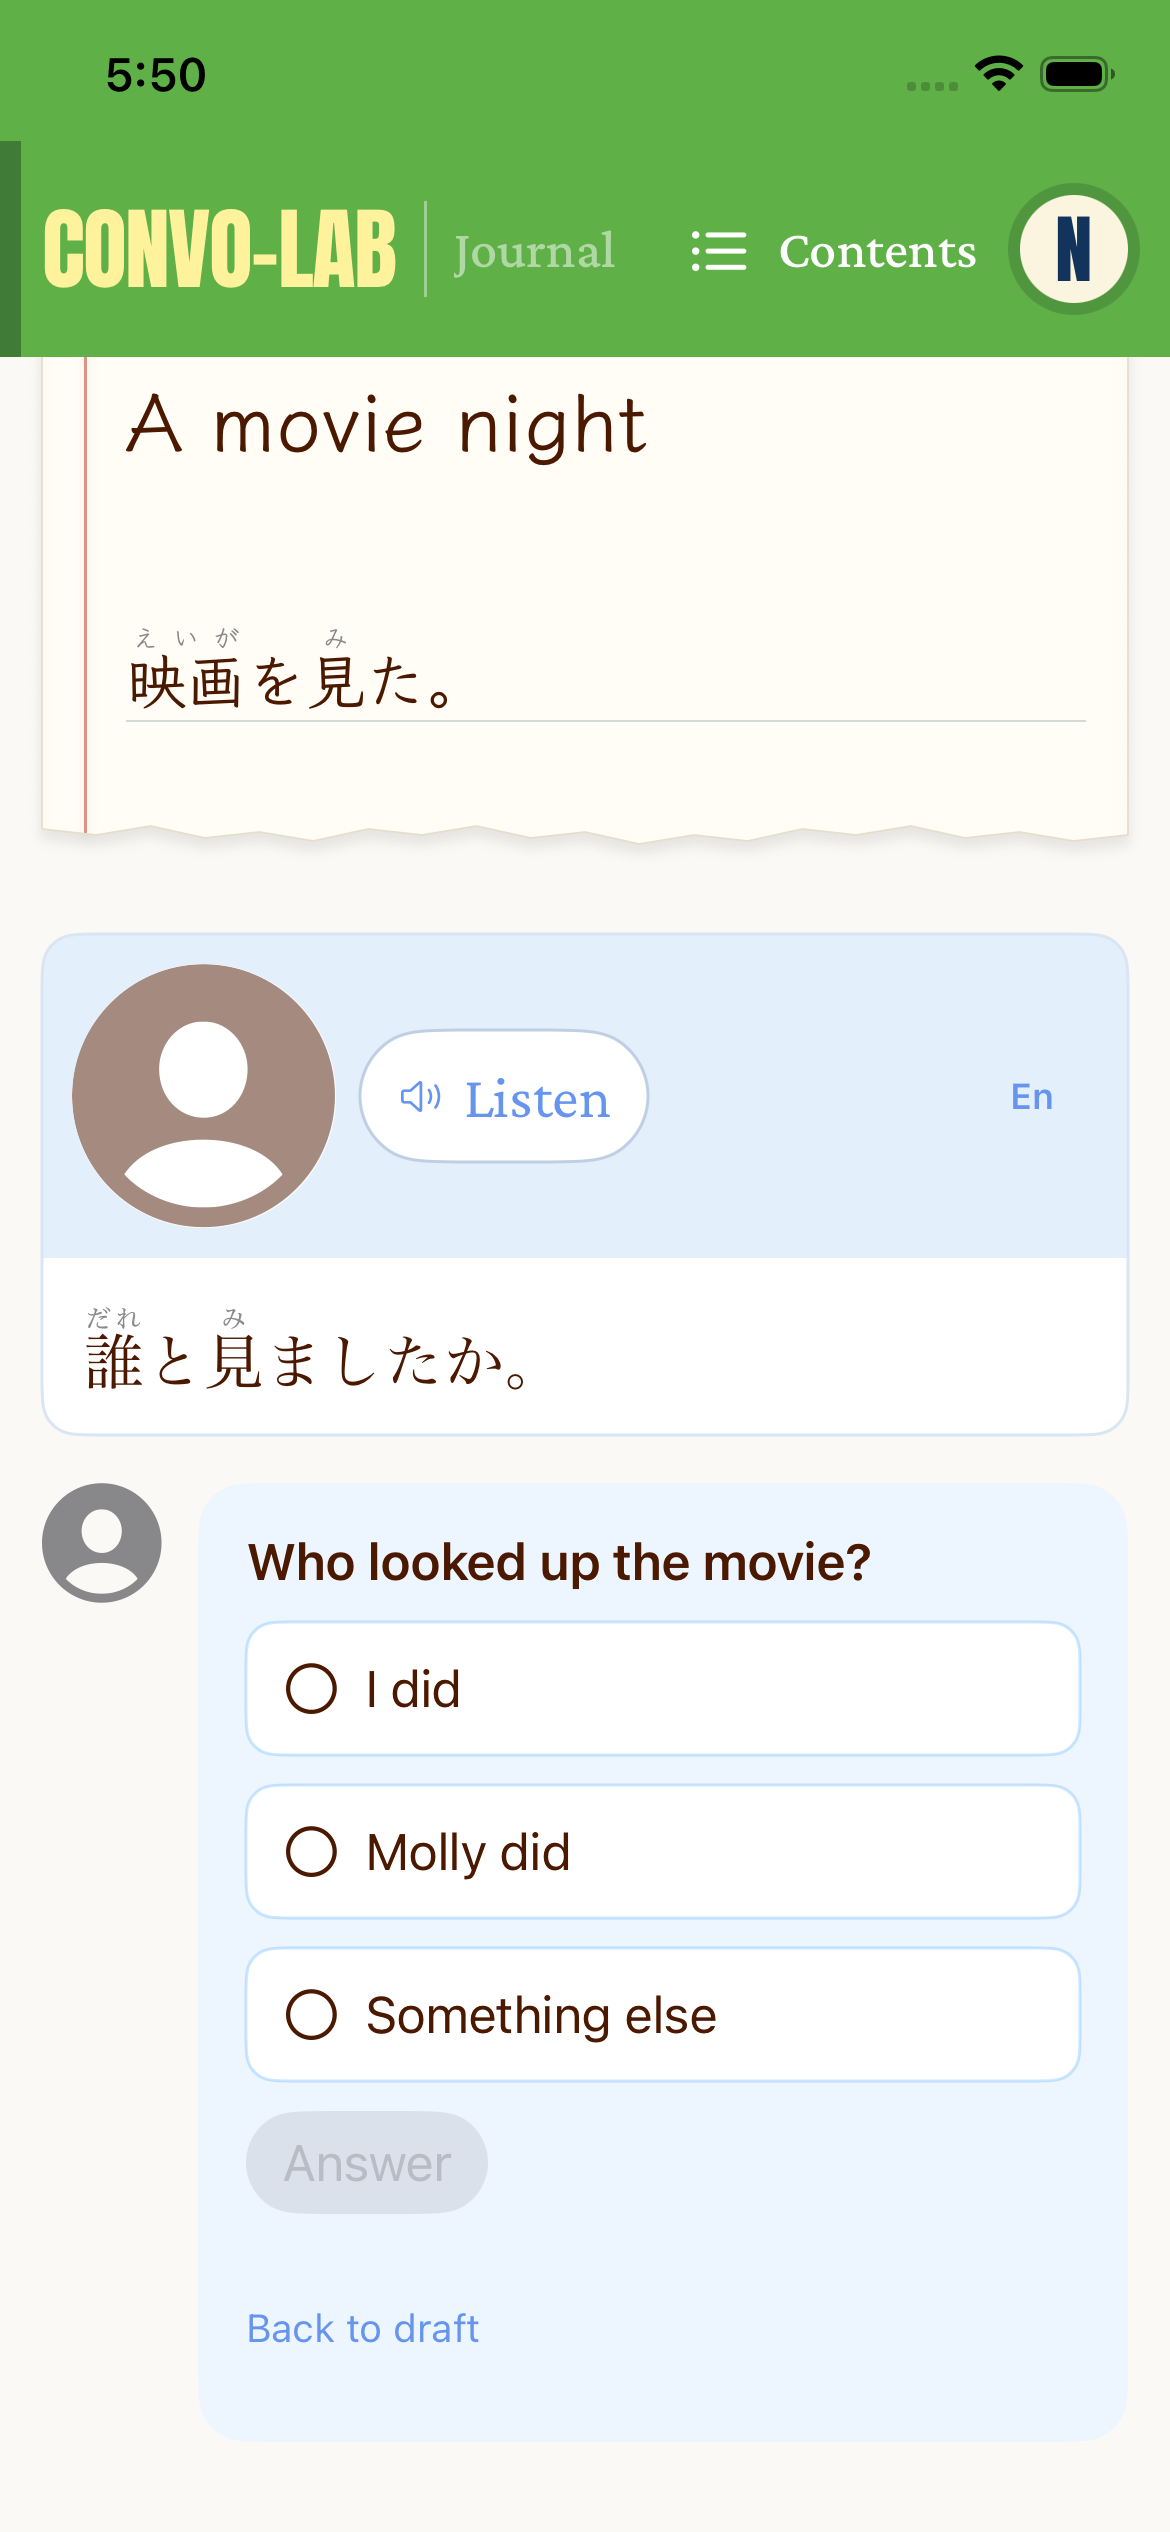 5:50
CONVO-LAB
Journal
Contents
N
A movie night
えいが み
映画を見た。
Listen
En
だれ み
誰と見ましたか。
Who looked up the movie?
I did
Molly did
Something else
Answer
Back to draft